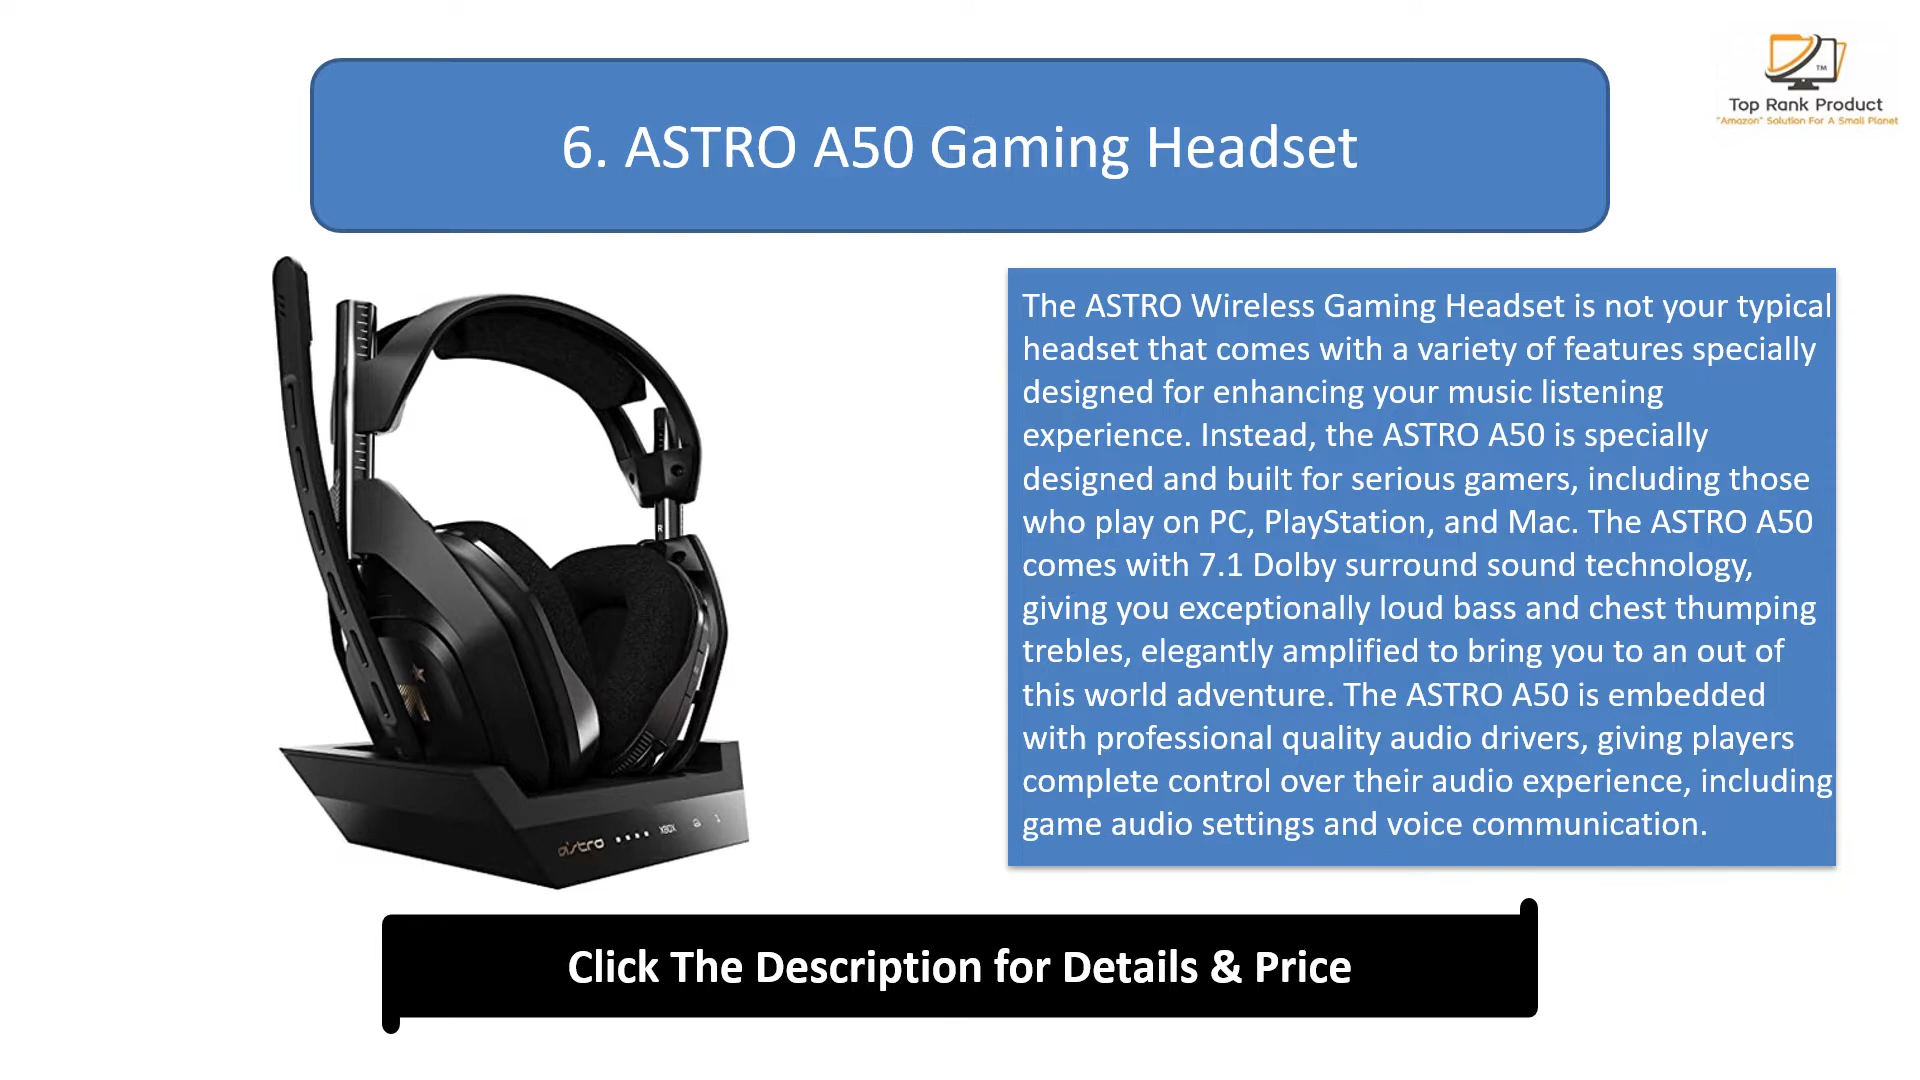 TM
Top Rank Product
"Amazon" Solution For A Small Planet
6. ASTRO A50 Gaming Headset
The ASTRO Wireless Gaming Headset is not your typical
headset that comes with a variety of features specially
designed for enhancing your music listening
experience. Instead, the ASTRO A50 is specially
designed and built for serious gamers, including those
who play on PC, PlayStation, and Mac. The ASTRO A50
comes with 7.1 Dolby surround sound technology,
giving you exceptionally loud bass and chest thumping
trebles, elegantly amplified to bring you to an out of
this world adventure. The ASTRO A50 is embedded
with professional quality audio drivers, giving players
complete control over their audio experience, including
game audio settings and voice communication.
R
astro XBOX 1
Click The Description for Details & Price